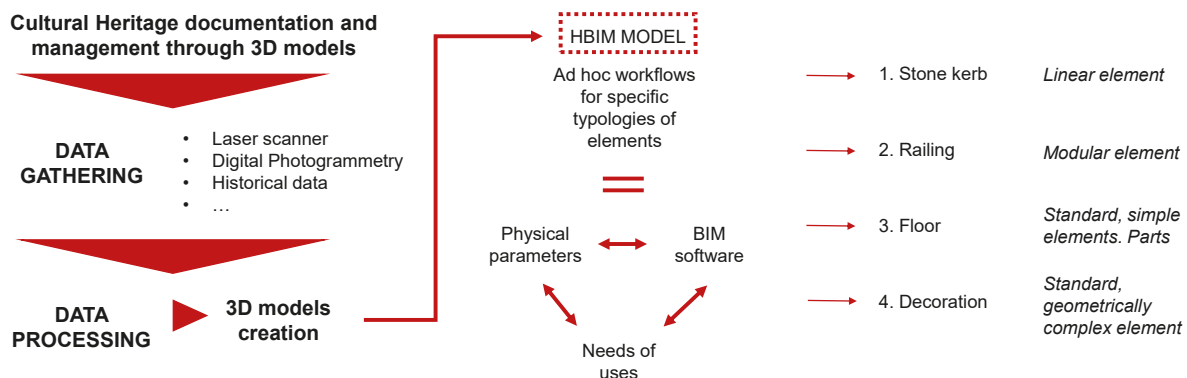 Cultural Heritage documentation and
management through 3D models
DATA
GATHERING
• Laser scanner
• Digital Photogrammetry
• Historical data
• …
DATA
PROCESSING
3D models
creation
HBIM MODEL
Ad hoc workflows
for specific
typologies of
elements
Physical
parameters
BIM
software
Needs of
uses
1. Stone kerb
Linear element
2. Railing
Modular element
3. Floor
Standard, simple
elements. Parts
4. Decoration
Standard,
geometrically
complex element